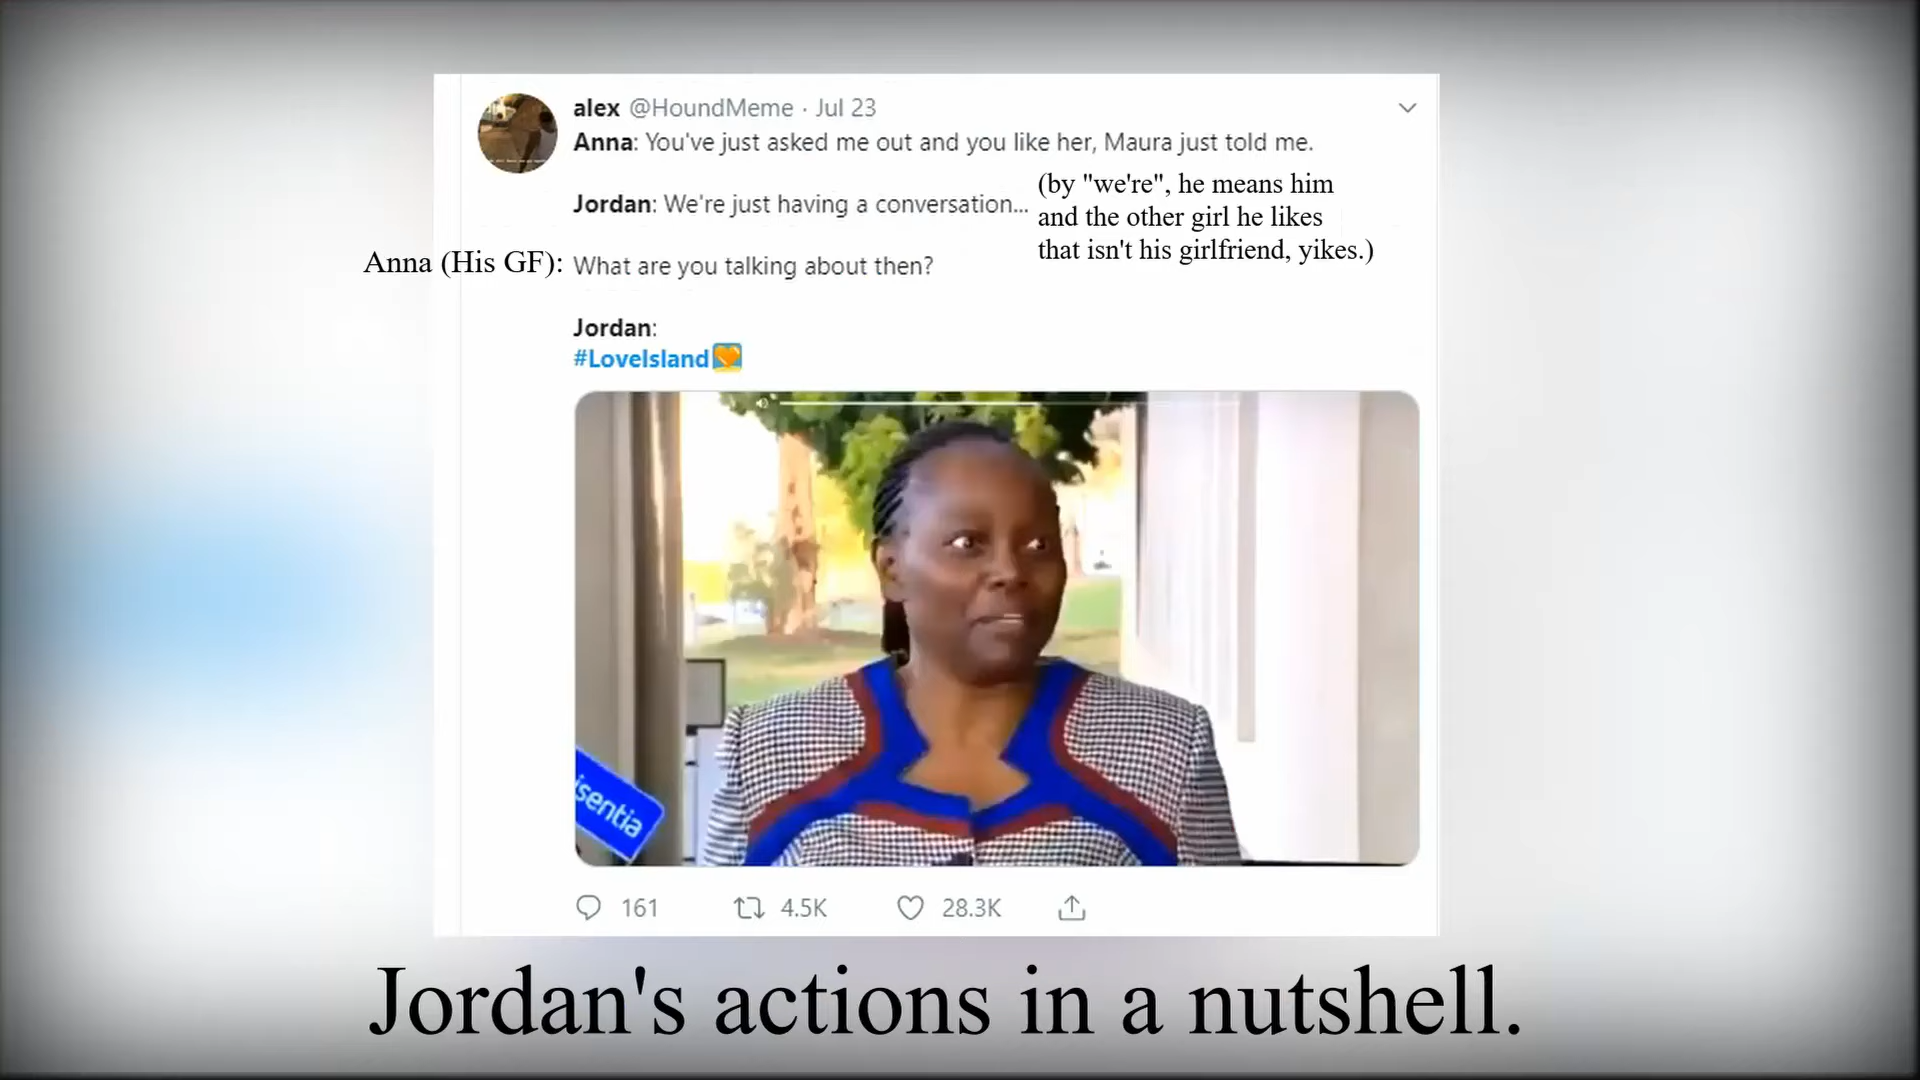 alex @HoundMeme · Jul 23
Anna: You've just asked me out and you like her, Maura just told me.
Jordan: We're just having a conversation...
(by "we're", he means him
and the other girl he likes
that isn't his girlfriend, yikes.)
Anna (His GF): What are you talking about then?
Jordan:
#LoveIsland🧡
isentia
161 4.5K 28.3K
Jordan's actions in a nutshell.